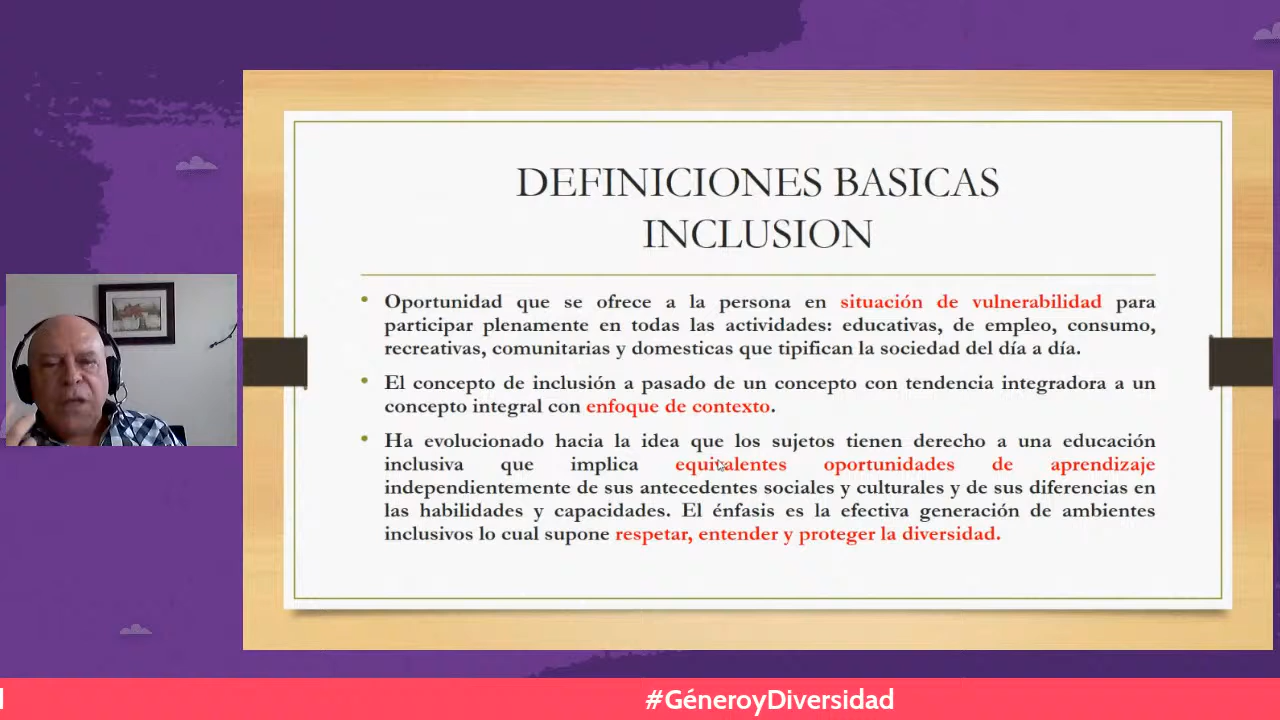 DEFINICIONES BASICAS
INCLUSION
• Oportunidad que se ofrece a la persona en situación de vulnerabilidad para
participar plenamente en todas las actividades: educativas, de empleo, consumo,
recreativas, comunitarias y domesticas que tipifican la sociedad del día a día.
• El concepto de inclusión a pasado de un concepto con tendencia integradora a un
concepto integral con enfoque de contexto.
• Ha evolucionado hacia la idea que los sujetos tienen derecho a una educación
inclusiva que implica equivalentes oportunidades de aprendizaje
independientemente de sus antecedentes sociales y culturales y de sus diferencias en
las habilidades y capacidades. El énfasis es la efectiva generación de ambientes
inclusivos lo cual supone respetar, entender y proteger la diversidad.
#GéneroyDiversidad